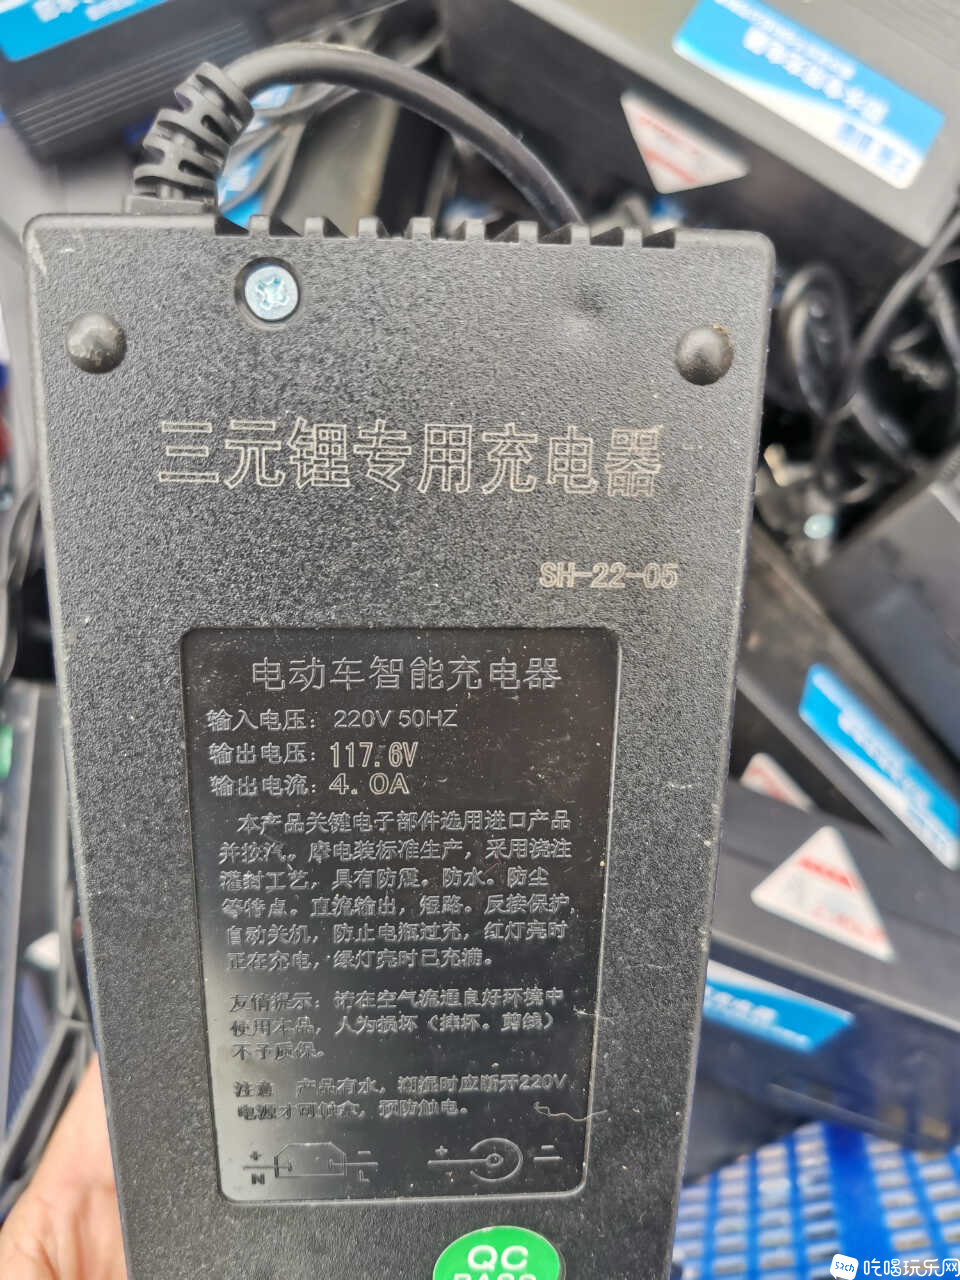 三元锂专用充电器
SH-22-05
电动车智能充电器
输入电压：220V 50HZ
输出电压：117.6V
输出电流：4.0A
本产品关键电子部件选用进口产品
并按汽。摩电装标准生产，采用浇注
灌封工艺，具有防震。防水。防尘
等特点。直流输出，短路。反接保护，
自动关机，防止电瓶过充，红灯亮时
正在充电，绿灯亮时已充满。
友情提示：请在空气流通良好环境中
使用本品，人为损坏（摔坏。剪线）
不予质保。
注意 产品有水，潮湿时应断开220V
电源，预防触电。
+ − + −
N L
QC
PASS
吃喝玩乐网